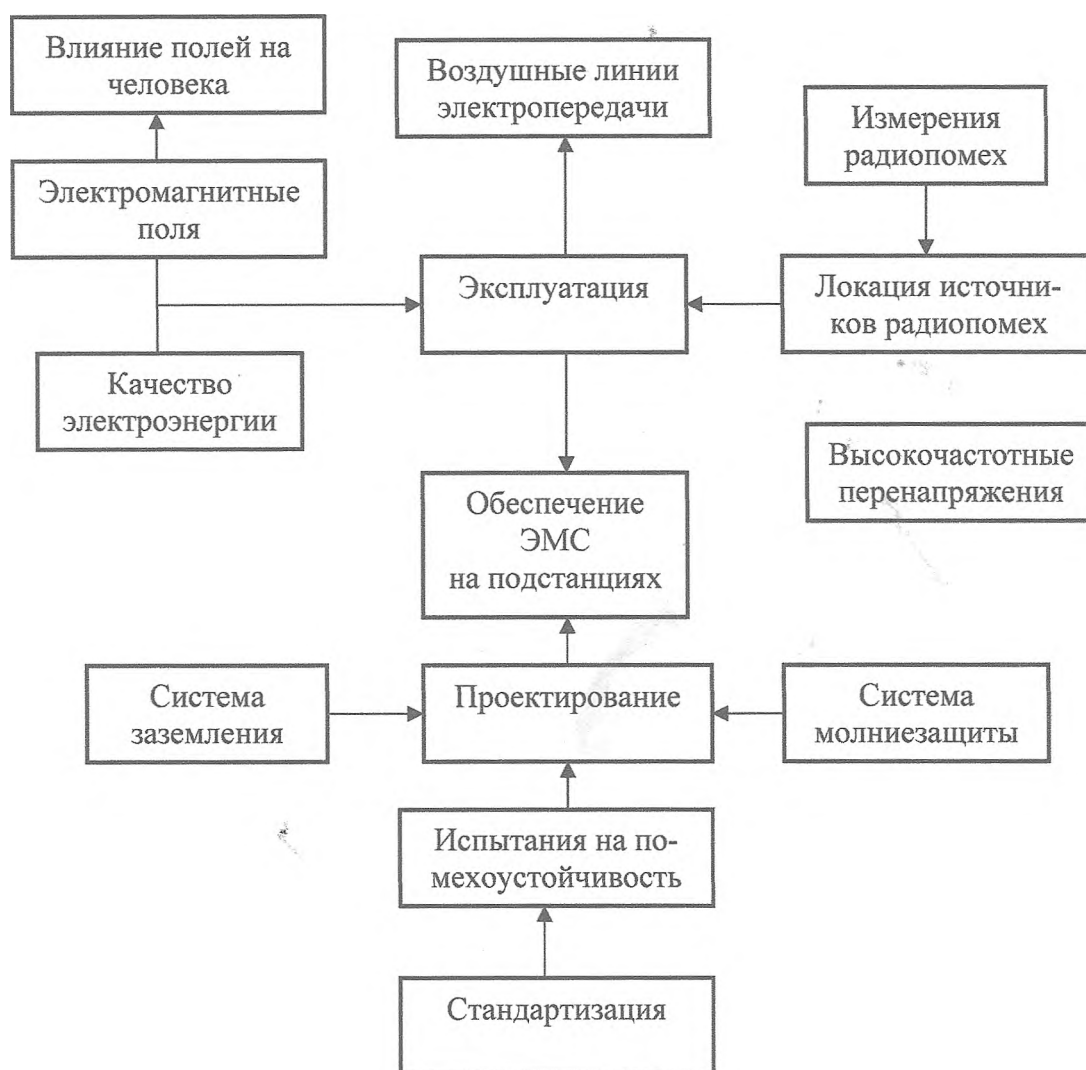 Влияние полей на
человека
Воздушные линии
электропередачи
Измерения
радиопомех
Электромагнитные
поля
Эксплуатация
Локация источни-
ков радиопомех
Качество
электроэнергии
Высокочастотные
перенапряжения
Обеспечение
ЭМС
на подстанциях
Система
заземления
Проектирование
Система
молниезащиты
Испытания на по-
мехоустойчивость
Стандартизация